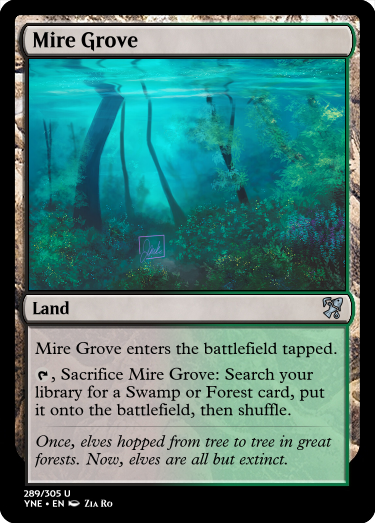 Mire Grove
Land
Mire Grove enters the battlefield tapped.
, Sacrifice Mire Grove: Search your
library for a Swamp or Forest card, put
it onto the battlefield, then shuffle.
Once, elves hopped from tree to tree in great
forests. Now, elves are all but extinct.
289/305 U
YNE • EN Zia Ro